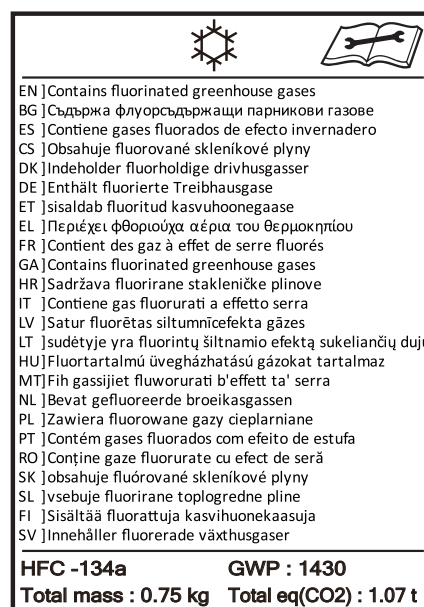 EN ]Contains fluorinated greenhouse gases
BG ]Съдържа флуорсъдържащи парникови газове
ES ]Contiene gases fluorados de efecto invernadero
CS ]Obsahuje fluorované skleníkové plyny
DK ]Indeholder fluorholdige drivhusgasser
DE ]Enthält fluorierte Treibhausgase
ET ]sisaldab fluoritud kasvuhoonegaase
EL ]Περιέχει φθοριούχα αέρια του θερμοκηπίου
FR ]Contient des gaz à effet de serre fluorés
GA]Contains fluorinated greenhouse gases
HR]Sadržava fluorirane stakleničke plinove
IT ]Contiene gas fluorurati a effetto serra
LV ]Satur fluorētas siltumnīcefekta gāzes
LT ]sudėtyje yra fluorintų šiltnamio efektą sukeliančių dujų
HU]Fluortartalmú üvegházhatású gázokat tartalmaz
MT]Fih gassijiet fluworurati b'effett ta' serra
NL ]Bevat gefluoreerde broeikasgassen
PL ]Zawiera fluorowane gazy cieplarniane
PT ]Contém gases fluorados com efeito de estufa
RO ]Conține gaze fluorurate cu efect de seră
SK ]obsahuje fluórované skleníkové plyny
SL ]vsebuje fluorirane toplogredne pline
FI ]Sisältää fluorattuja kasvihuonekaasuja
SV ]Innehåller fluorerade växthusgaser
HFC -134a GWP : 1430
Total mass : 0.75 kg Total eq(CO2) : 1.07 t